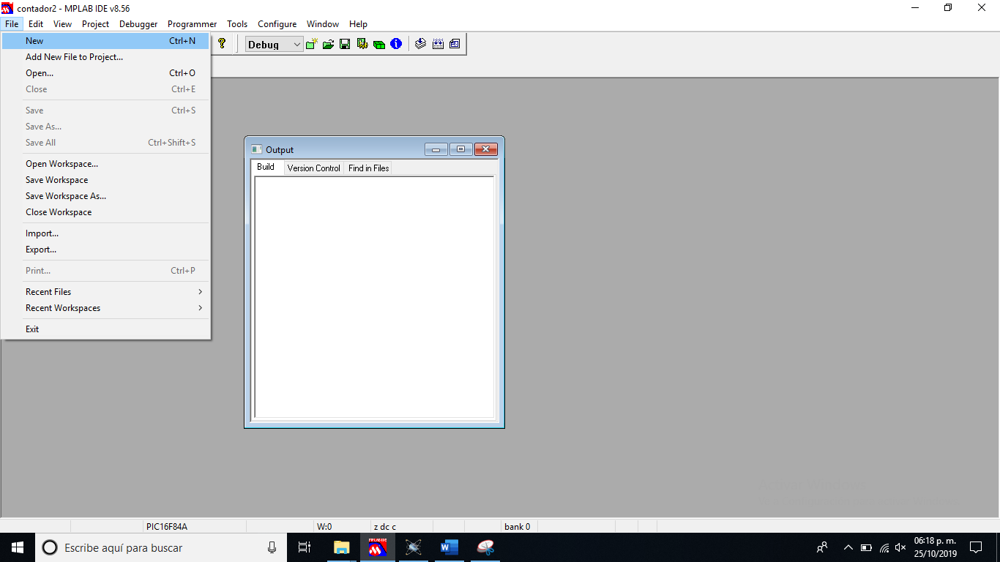 contador2 - MPLAB IDE v8.56
File Edit View Project Debugger Programmer Tools Configure Window Help
New Ctrl+N
Debug
Add New File to Project...
Open... Ctrl+O
Close Ctrl+E
Save Ctrl+S
Save As...
Save All Ctrl+Shift+S
Open Workspace...
Save Workspace
Save Workspace As...
Close Workspace
Import...
Export...
Print... Ctrl+P
Recent Files
Recent Workspaces
Exit
Output
Build Version Control Find in Files
PIC16F84A W:0 z dc c bank 0
Escribe aquí para buscar
MPLAB IDE
06:18 p. m.
25/10/2019